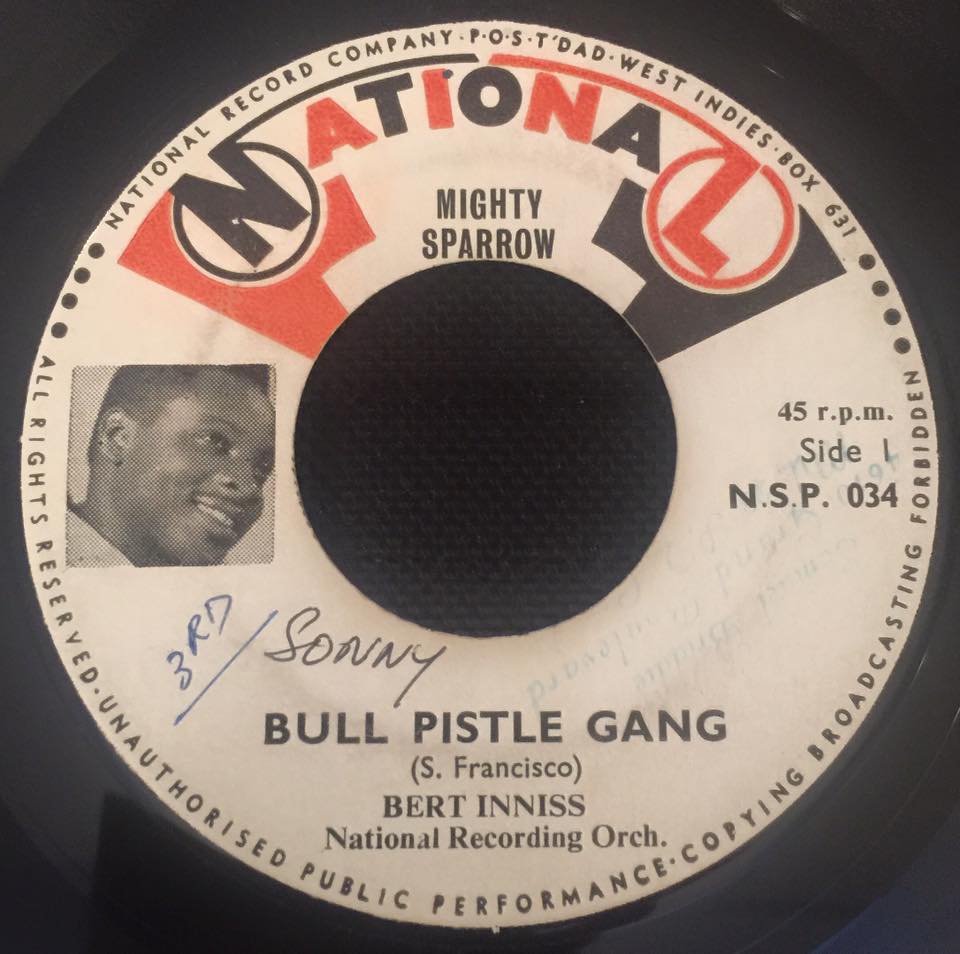 NATIONAL RECORD COMPANY·P·O·S·T'DAD·WEST INDIES·BOX 631
NATIONAL
MIGHTY
SPARROW
45 r.p.m.
Side 1
N.S.P. 034
3RD/ SONNY
BULL PISTLE GANG
(S. Francisco)
BERT INNISS
National Recording Orch.
ALL RIGHTS RESERVED·UNAUTHORISED PUBLIC PERFORMANCE·COPYING BROADCASTING FORBIDDEN